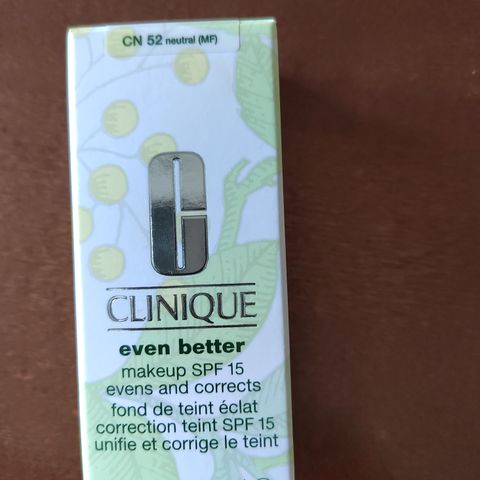 CN 52 neutral (MF)
CLINIQUE
even better
makeup SPF 15
evens and corrects
fond de teint éclat
correction teint SPF 15
unifie et corrige le teint